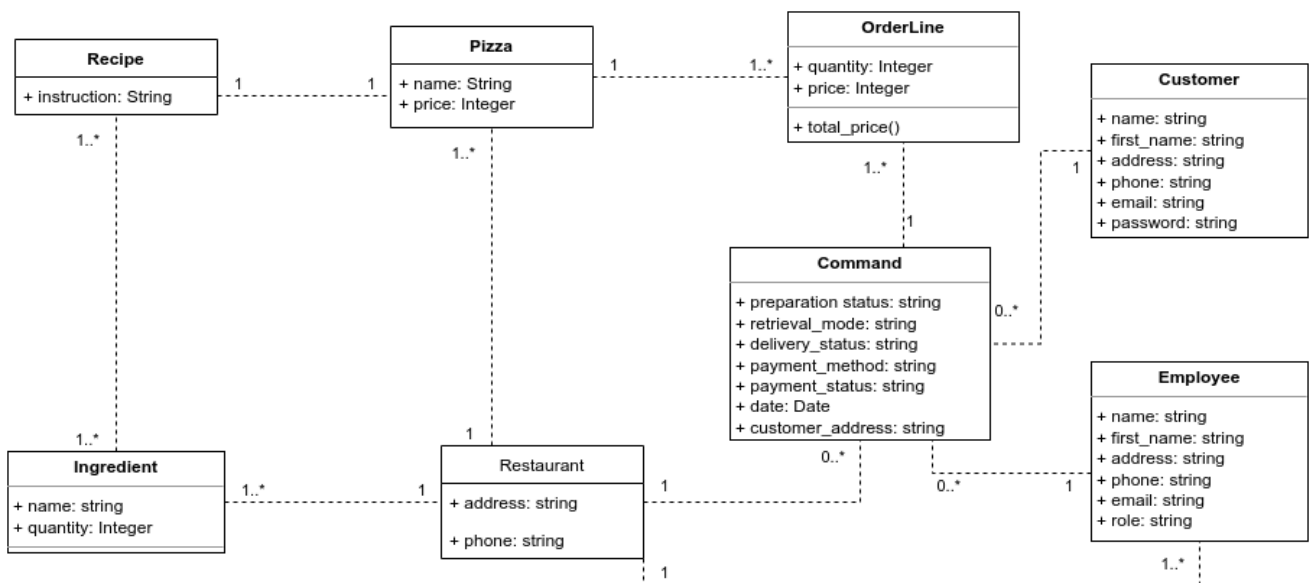 Recipe
+ instruction: String
1..*
1
1
Pizza
+ name: String
+ price: Integer
1..*
1
1..*
OrderLine
+ quantity: Integer
+ price: Integer
+ total_price()
1..*
1
Customer
+ name: string
+ first_name: string
+ address: string
+ phone: string
+ email: string
+ password: string
1
Command
+ preparation status: string
+ retrieval_mode: string
+ delivery_status: string
+ payment_method: string
+ payment_status: string
+ date: Date
+ customer_address: string
0..*
0..*
0..*
Employee
+ name: string
+ first_name: string
+ address: string
+ phone: string
+ email: string
+ role: string
1
1..*
1..*
Ingredient
+ name: string
+ quantity: Integer
1..*
1
1
Restaurant
+ address: string
+ phone: string
1
1